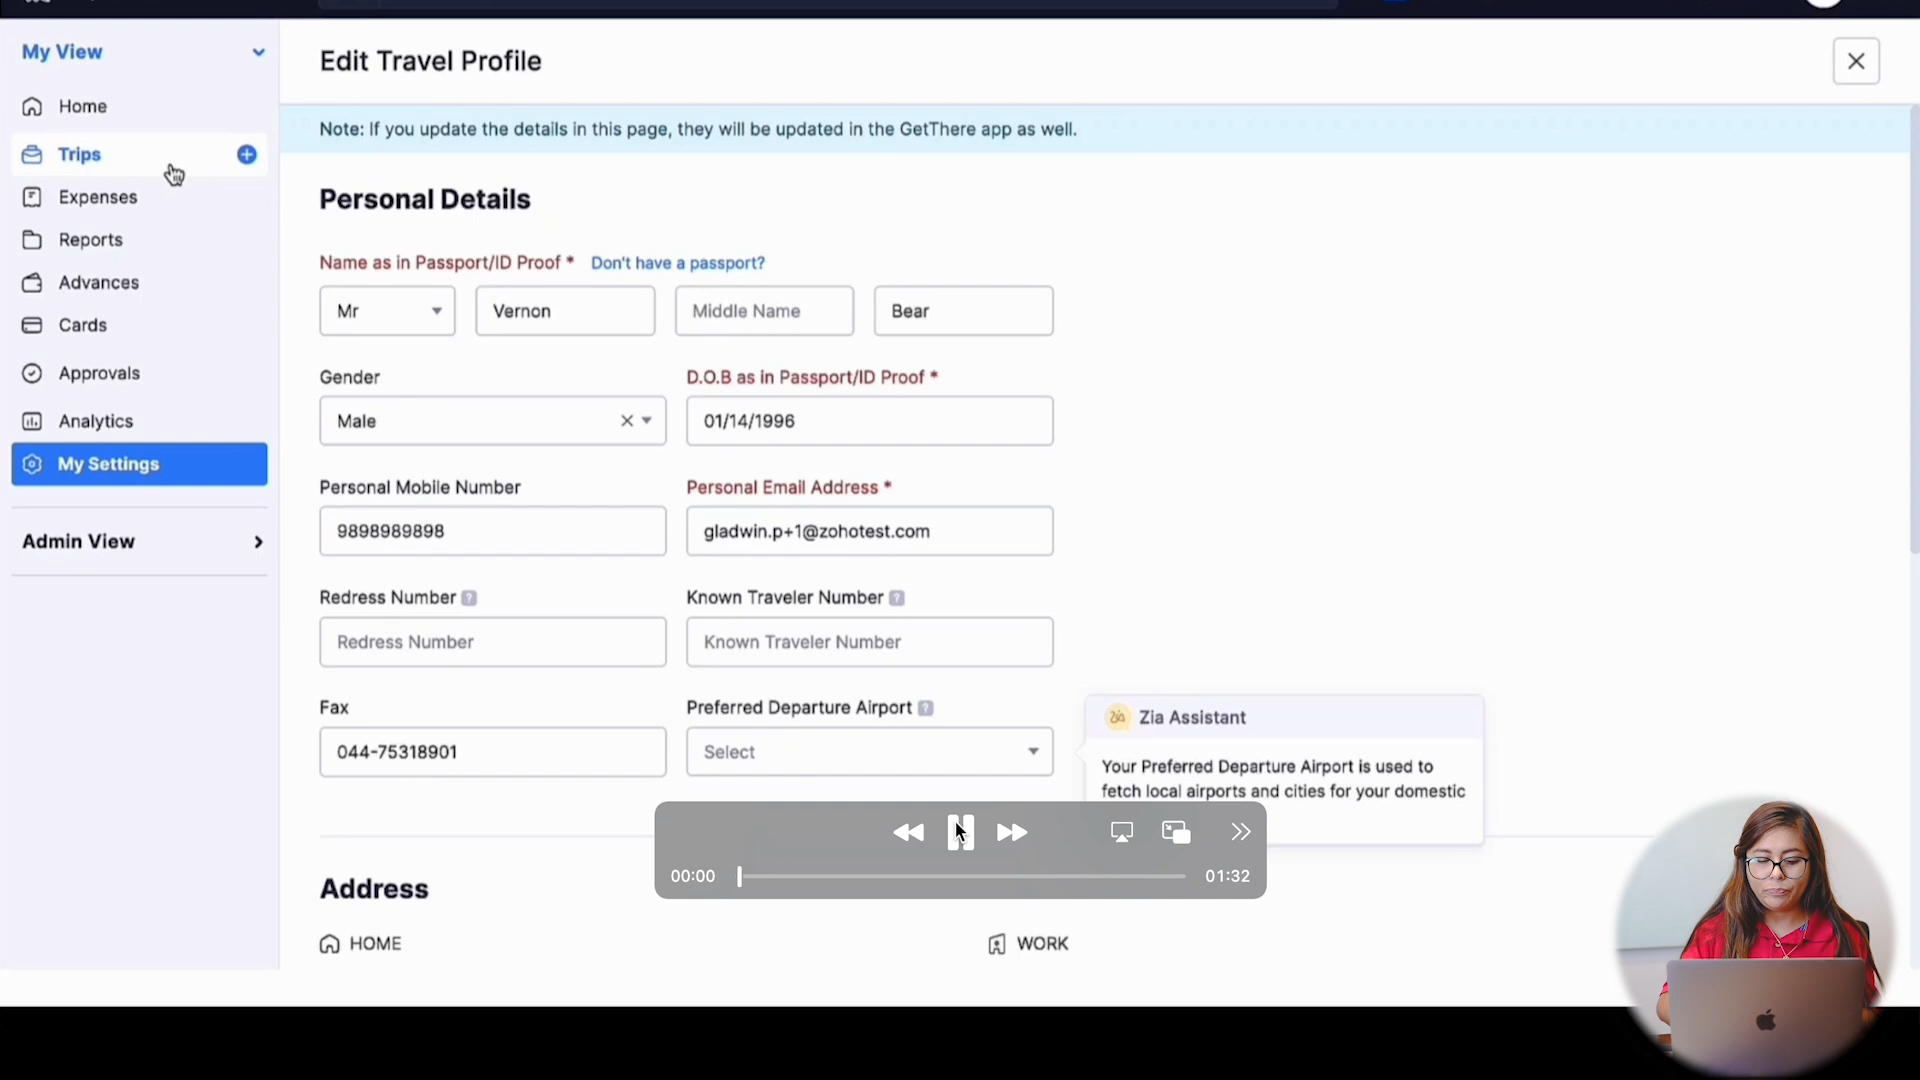 My View
Home
Trips
Expenses
Reports
Advances
Cards
Approvals
Analytics
My Settings
Admin View
Edit Travel Profile
Note: If you update the details in this page, they will be updated in the GetThere app as well.
Personal Details
Name as in Passport/ID Proof * Don't have a passport?
Mr Vernon Middle Name Bear
Gender D.O.B as in Passport/ID Proof *
Male 01/14/1996
Personal Mobile Number Personal Email Address *
9898989898 gladwin.p+1@zohotest.com
Redress Number ? Known Traveler Number ?
Redress Number Known Traveler Number
Fax Preferred Departure Airport ?
044-75318901 Select
Zia Zia Assistant
Your Preferred Departure Airport is used to
fetch local airports and cities for your domestic
00:00 01:32
Address
HOME WORK